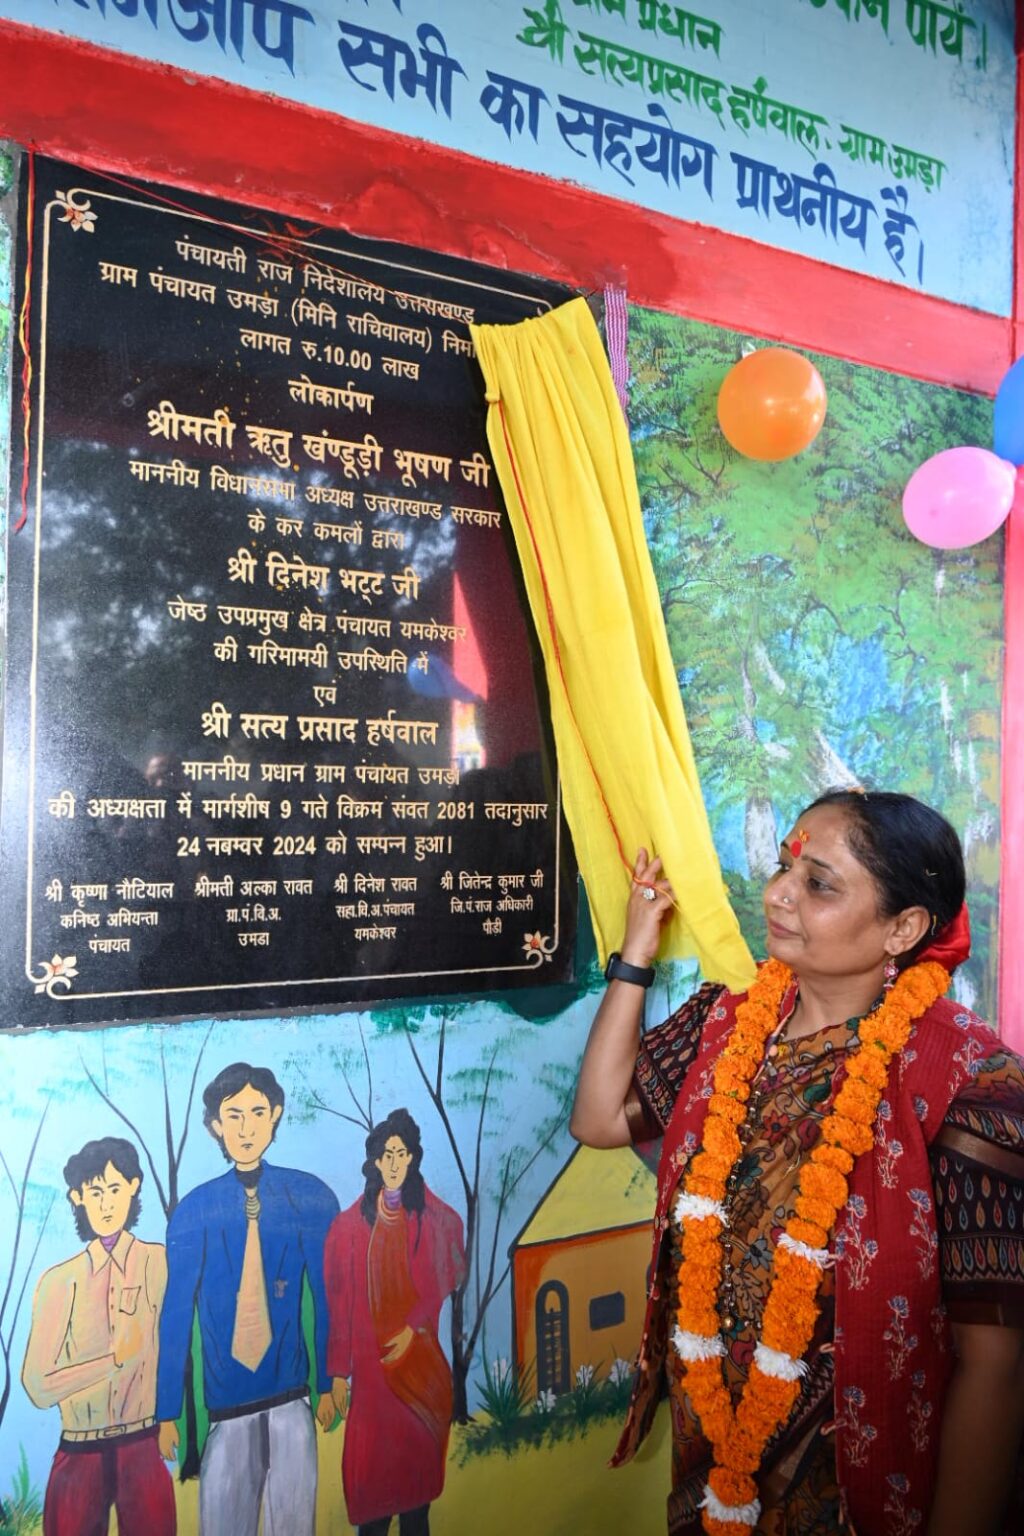 पायें।
ग्राम प्रधान
श्री सत्यप्रसाद हर्षवाल, ग्राम उमड़ा
आप सभी का सहयोग प्राथनीय है।
पंचायती राज निदेशालय उत्तराखण्ड
ग्राम पंचायत उमड़ा (मिनि राचिवालय) निर्मा
लागत रु.10.00 लाख
लोकार्पण
श्रीमती ऋतु खण्डूड़ी भूषण जी
माननीय विधानसभा अध्यक्ष उत्तराखण्ड सरकार
के कर कमलों द्वारा
श्री दिनेश भट्ट जी
जेष्ठ उपप्रमुख क्षेत्र पंचायत यमकेश्वर
की गरिमामयी उपस्थिति में
एवं
श्री सत्य प्रसाद हर्षवाल
माननीय प्रधान ग्राम पंचायत उमड़ा
की अध्यक्षता में मार्गशीष 9 गते विक्रम संवत 2081 तदानुसार
24 नबम्वर 2024 को सम्पन्न हुआ।
श्री कृष्णा नौटियाल श्रीमती अल्का रावत श्री दिनेश रावत श्री जितेन्द्र कुमार जी
कनिष्ठ अभियन्ता ग्रा.पं.वि.अ. सहा.वि.अ.पंचायत जि.पं.राज अधिकारी
पंचायत उमडा यमकेश्वर पौड़ी